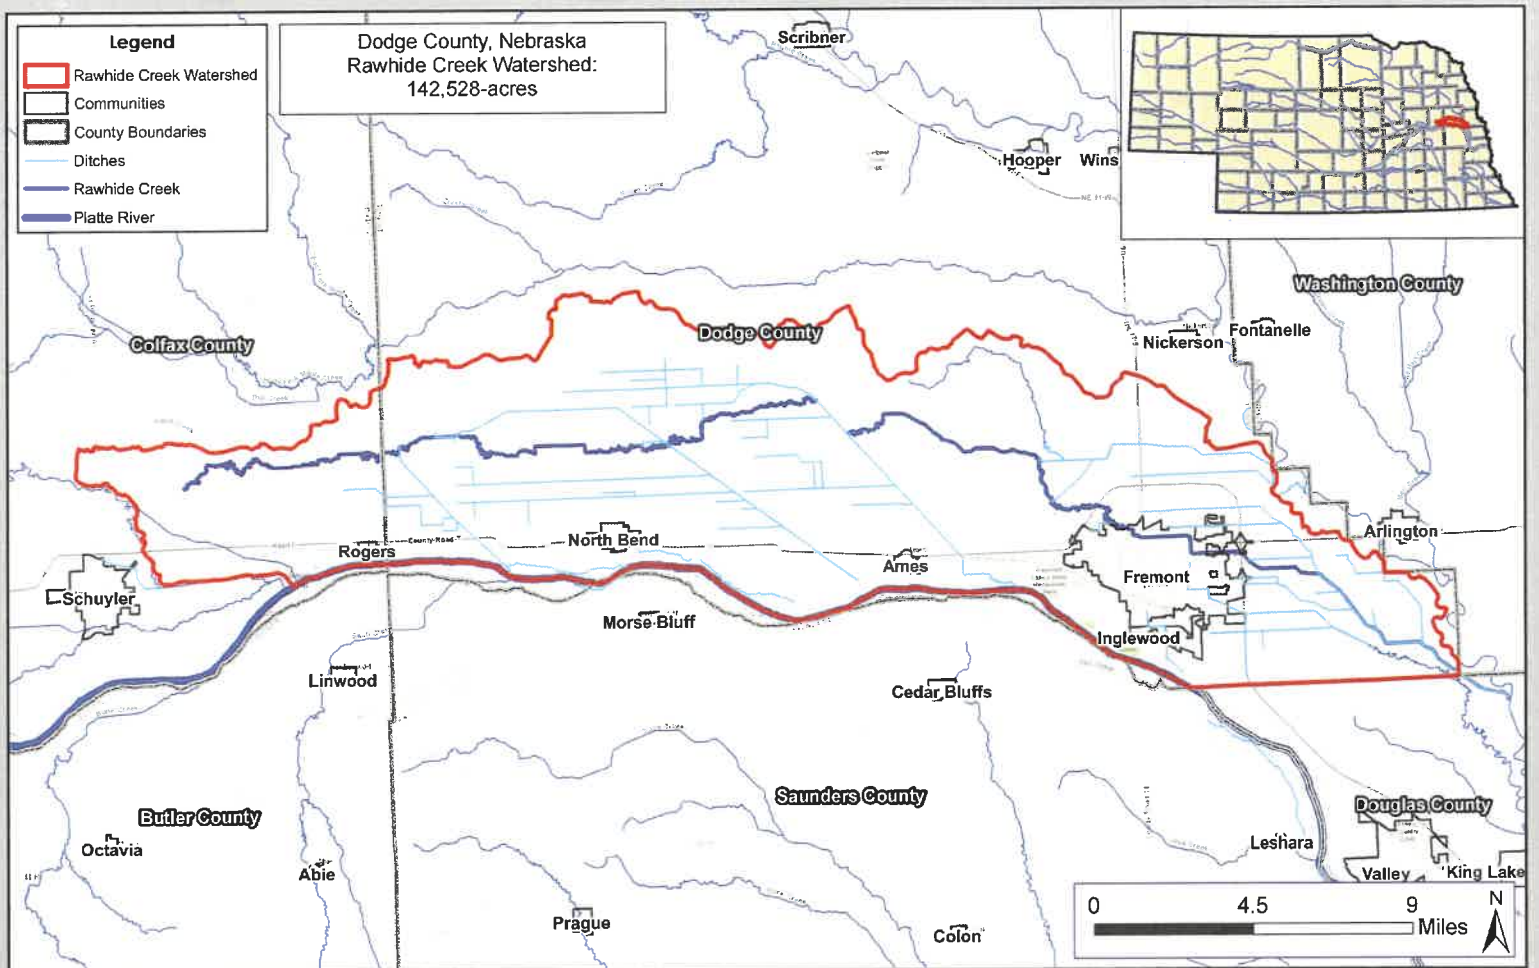 Legend
Rawhide Creek Watershed
Communities
County Boundaries
Ditches
Rawhide Creek
Platte River
Dodge County, Nebraska
Rawhide Creek Watershed:
142,528-acres
Scribner
Hooper
Wins
Washington County
Colfax County
Dodge County
Nickerson
Fontanelle
Rogers
County Road T
North Bend
Ames
Arlington
Schuyler
Fremont
Morse Bluff
Inglewood
Linwood
Cedar Bluffs
Butler County
Saunders County
Douglas County
Octavia
Abie
Leshara
Valley
King Lake
Prague
Colon
0 4.5 9
Miles
N